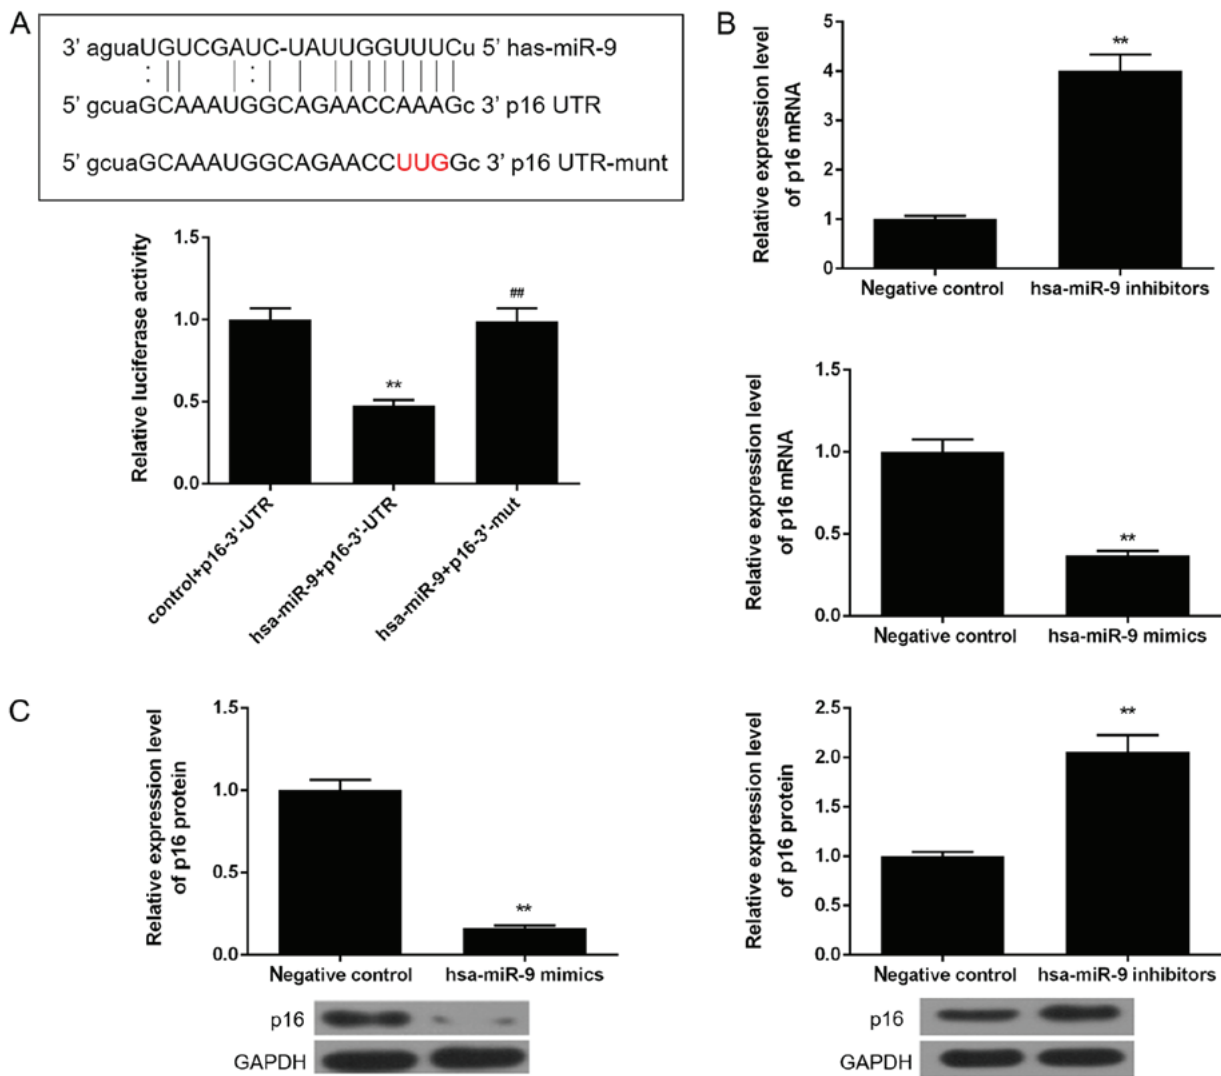 A
3' aguaUGUCGAUC-UAUUGGUUUCu 5' has-miR-9
5' gcuaGCAAAUGGCAGAACCAAAGc 3' p16 UTR
5' gcuaGCAAAUGGCAGAACCUUGGc 3' p16 UTR-munt
Relative luciferase activity
1.5
1.0
0.5
0.0
**
##
control+p16-3'-UTR
hsa-miR-9+p16-3'-UTR
hsa-miR-9+p16-3'-mut
B
Relative expression level
of p16 mRNA
5
4
3
2
1
0
**
Negative control
hsa-miR-9 inhibitors
Relative expression level
of p16 mRNA
1.5
1.0
0.5
0.0
**
Negative control
hsa-miR-9 mimics
C
Relative expression level
of p16 protein
1.5
1.0
0.5
0.0
**
Negative control
hsa-miR-9 mimics
p16
GAPDH
Relative expression level
of p16 protein
2.5
2.0
1.5
1.0
0.5
0.0
**
Negative control
hsa-miR-9 inhibitors
p16
GAPDH